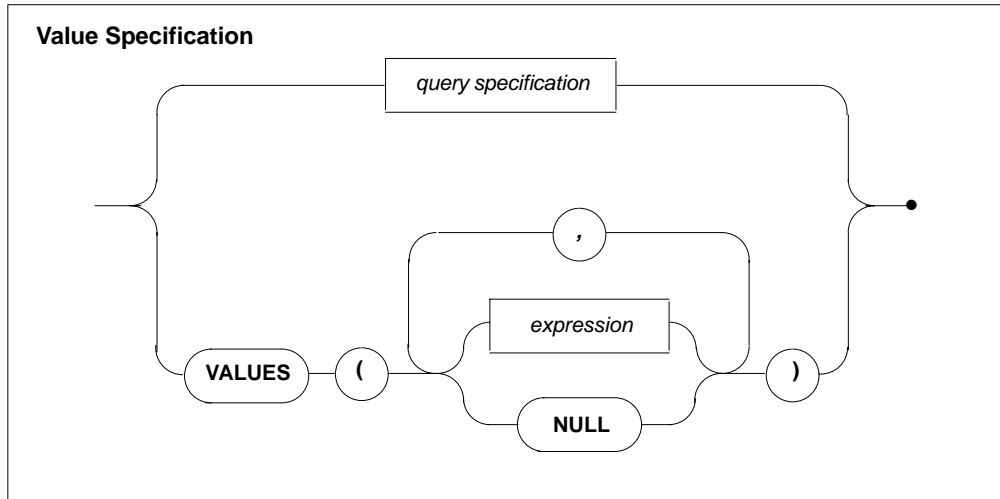 Value Specification
query specification
,
expression
VALUES ( )
NULL